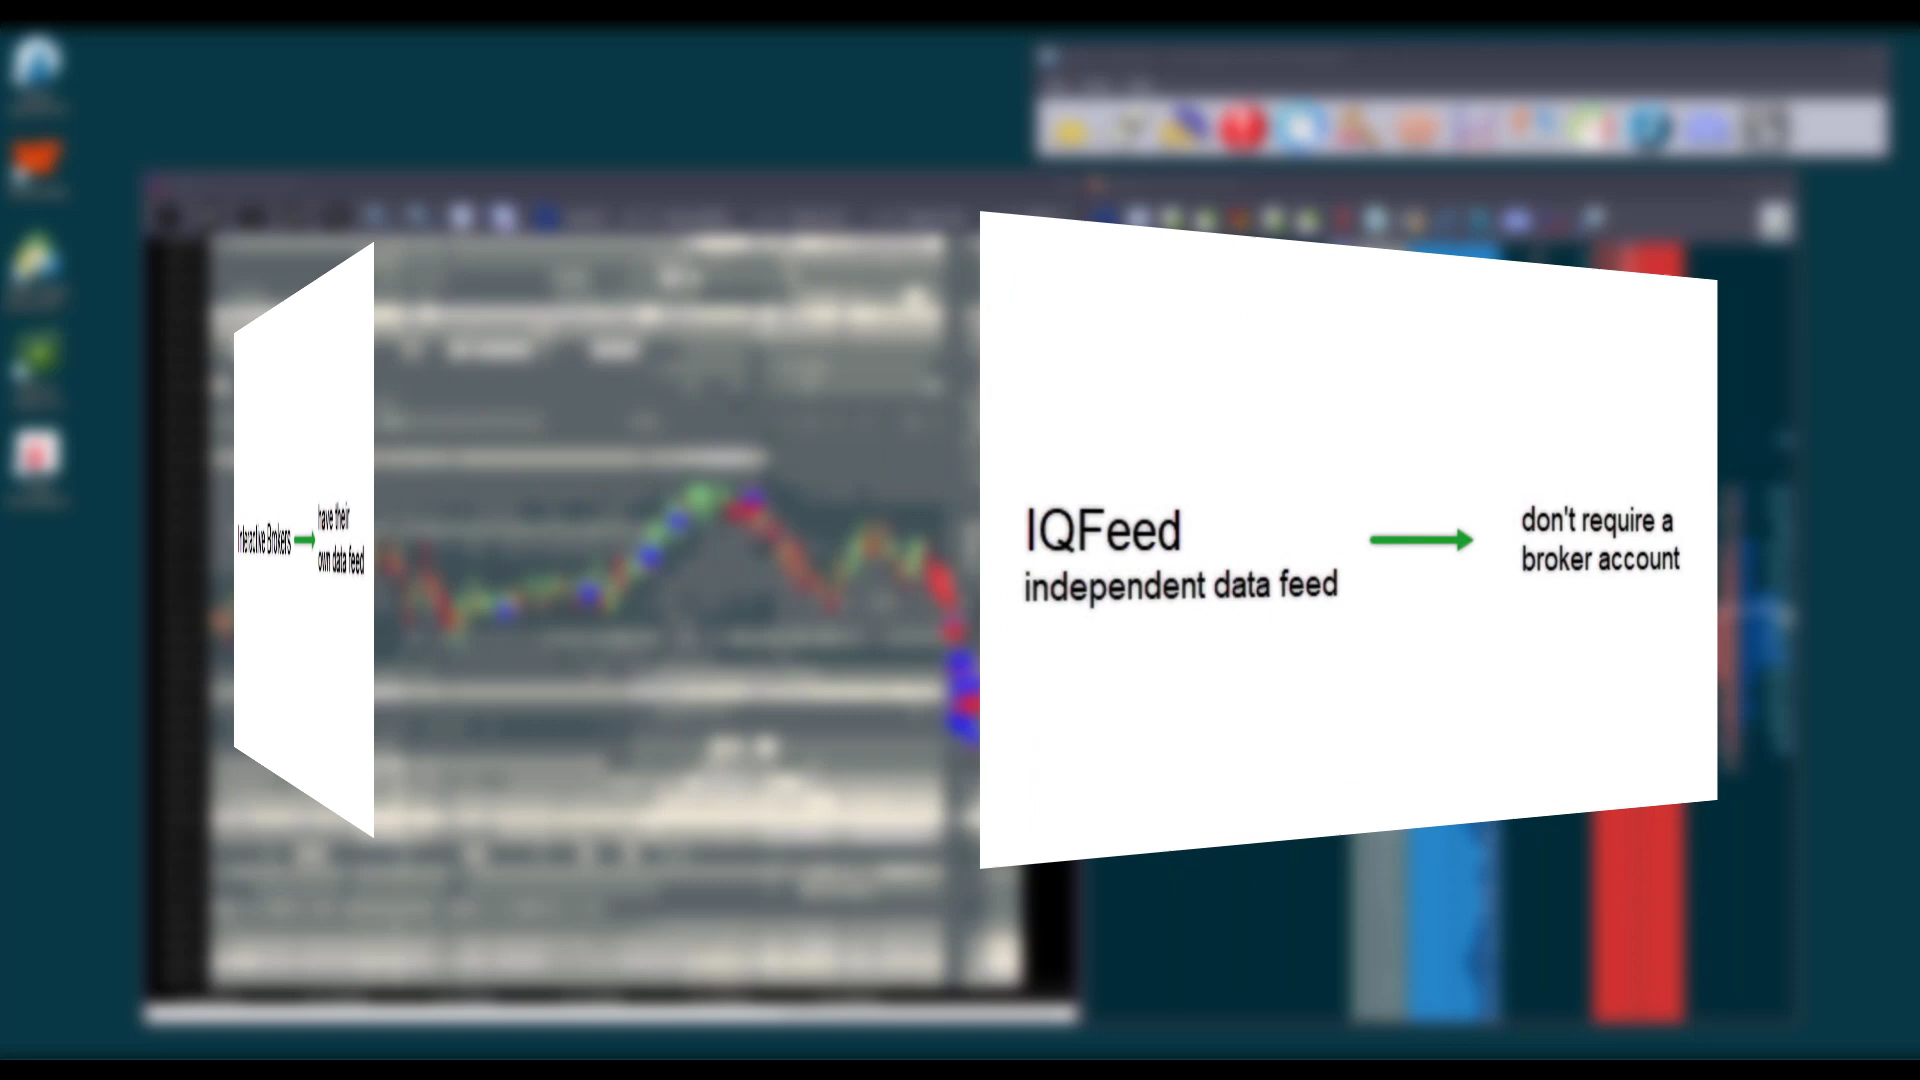 Interactive Brokers
have their
own data feed
IQFeed
independent data feed
don't require a
broker account